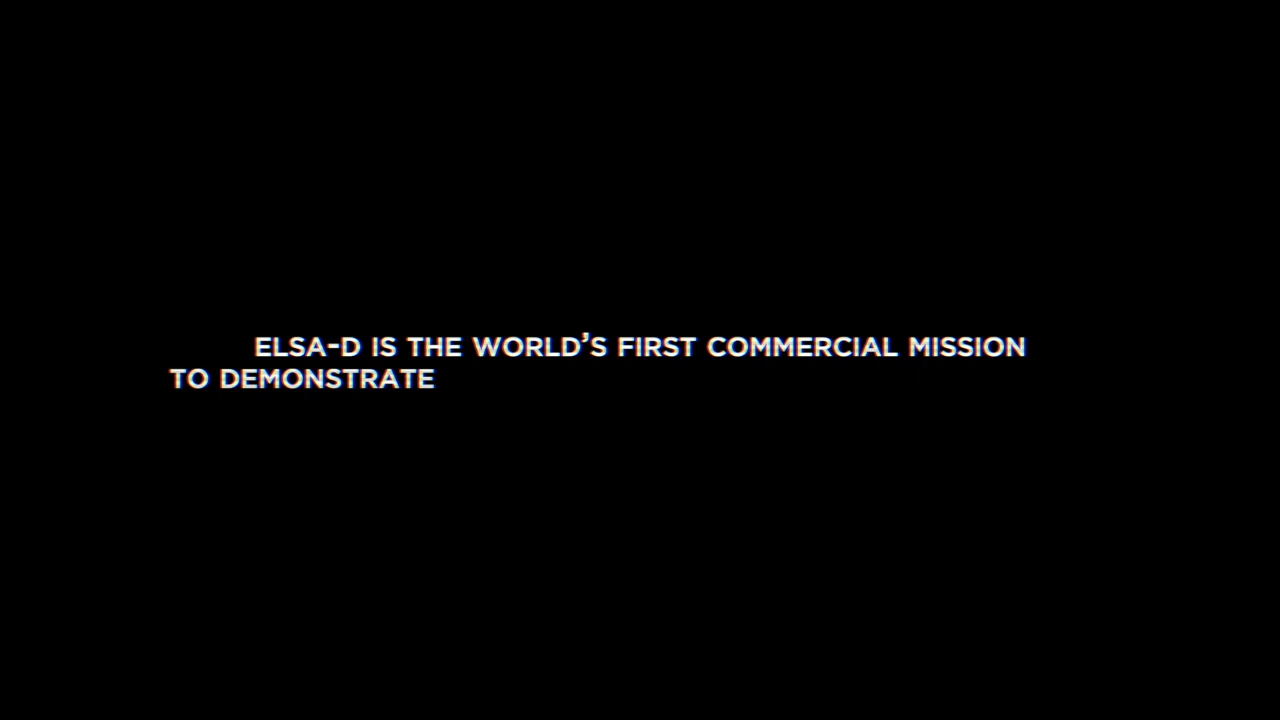 ELSA-D IS THE WORLD’S FIRST COMMERCIAL MISSION
TO DEMONSTRATE